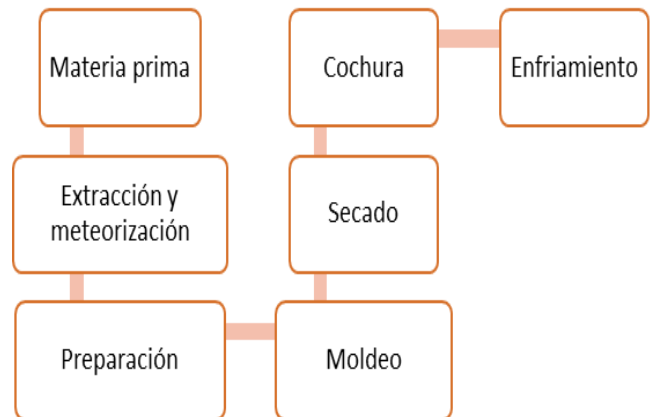 Materia prima
Extracción y
meteorización
Preparación
Moldeo
Secado
Cochura
Enfriamiento